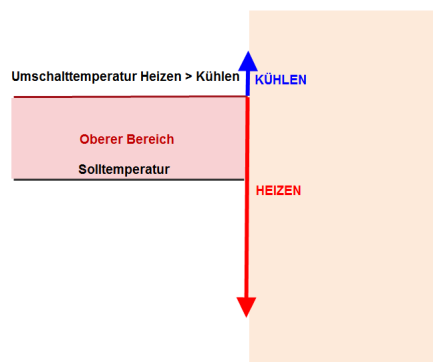 Umschalttemperatur Heizen > Kühlen
KÜHLEN
Oberer Bereich
Solltemperatur
HEIZEN